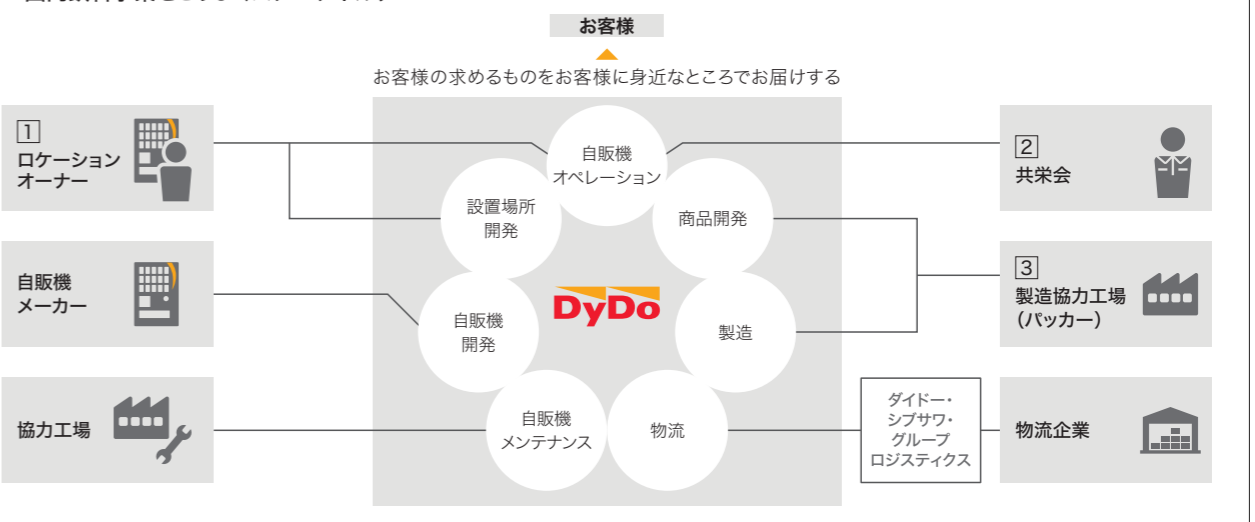 お客様
お客様の求めるものをお客様に身近なところでお届けする
1
ロケーション
オーナー
自販機
メーカー
協力工場
自販機
オペレーション
設置場所
開発
商品開発
自販機
開発
DyDo
製造
自販機
メンテナンス
物流
2
共栄会
3
製造協力工場
（パッカー）
ダイドー・
シブサワ・
グループ
ロジスティクス
物流企業